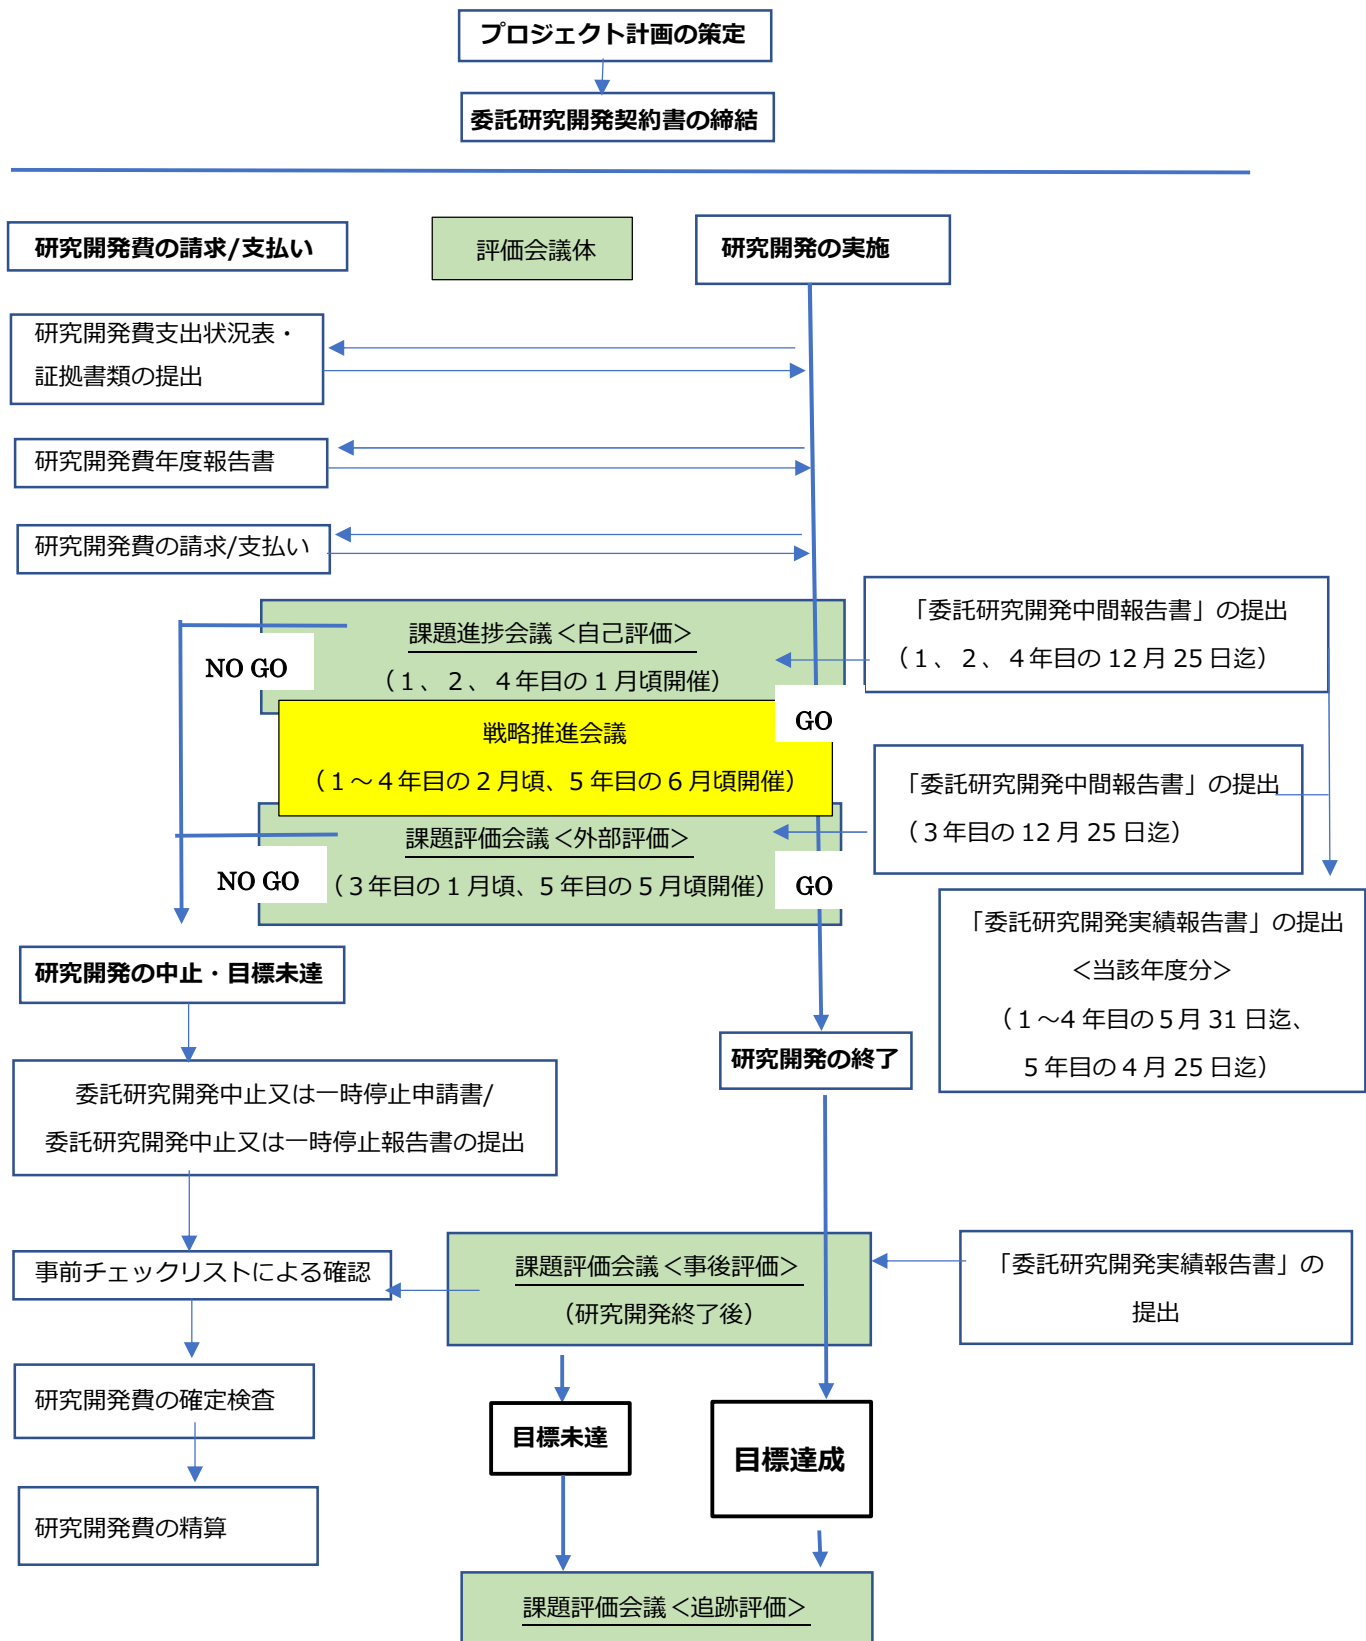 プロジェクト計画の策定
委託研究開発契約書の締結
研究開発費の請求/支払い
評価会議体
研究開発の実施
研究開発費支出状況表・
証拠書類の提出
研究開発費年度報告書
研究開発費の請求/支払い
「委託研究開発中間報告書」の提出
（１、２、４年目の 12 月 25 日迄）
課題進捗会議＜自己評価＞
（１、２、４年目の１月頃開催）
NO GO
GO
戦略推進会議
（１～４年目の２月頃、５年目の６月頃開催）
「委託研究開発中間報告書」の提出
（３年目の 12 月 25 日迄）
課題評価会議＜外部評価＞
（３年目の１月頃、５年目の５月頃開催）
NO GO
GO
「委託研究開発実績報告書」の提出
＜当該年度分＞
（１～４年目の５月 31 日迄、
５年目の４月 25 日迄）
研究開発の中止・目標未達
研究開発の終了
委託研究開発中止又は一時停止申請書/
委託研究開発中止又は一時停止報告書の提出
事前チェックリストによる確認
課題評価会議＜事後評価＞
（研究開発終了後）
「委託研究開発実績報告書」の
提出
研究開発費の確定検査
目標未達
目標達成
研究開発費の精算
課題評価会議＜追跡評価＞